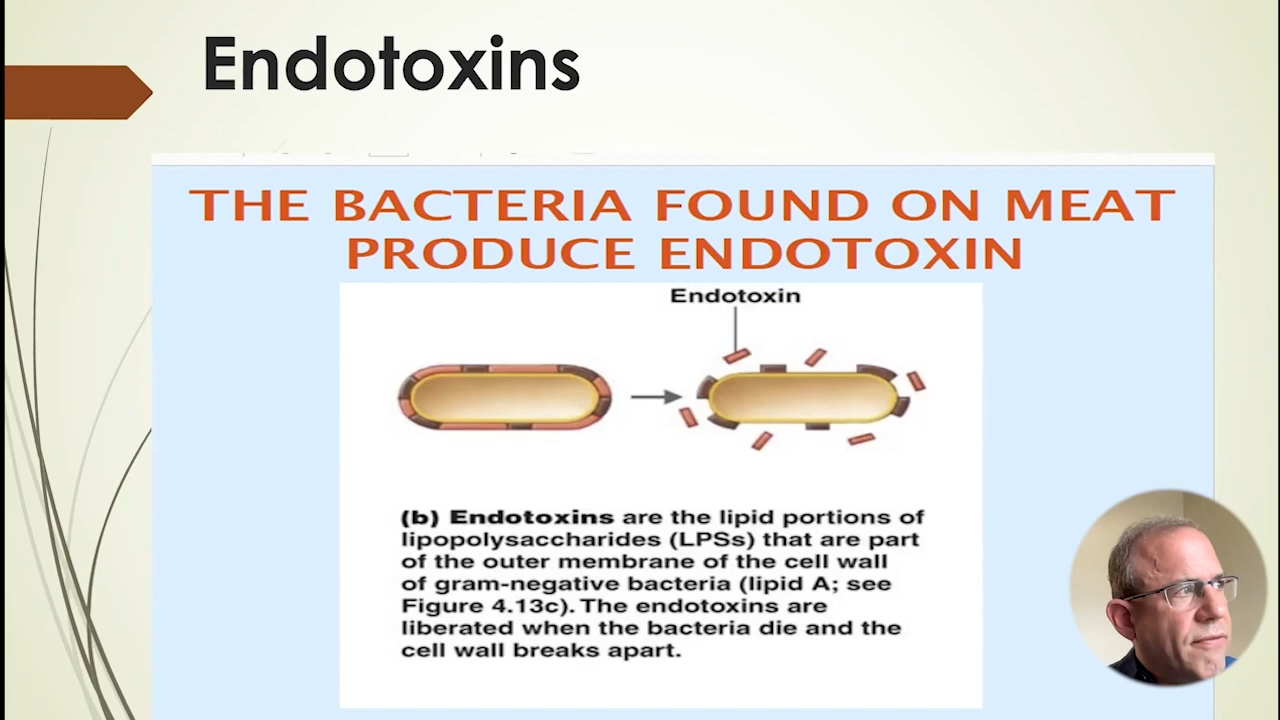 Endotoxins
THE BACTERIA FOUND ON MEAT
PRODUCE ENDOTOXIN
Endotoxin
(b) Endotoxins are the lipid portions of
lipopolysaccharides (LPSs) that are part
of the outer membrane of the cell wall
of gram-negative bacteria (lipid A; see
Figure 4.13c). The endotoxins are
liberated when the bacteria die and the
cell wall breaks apart.